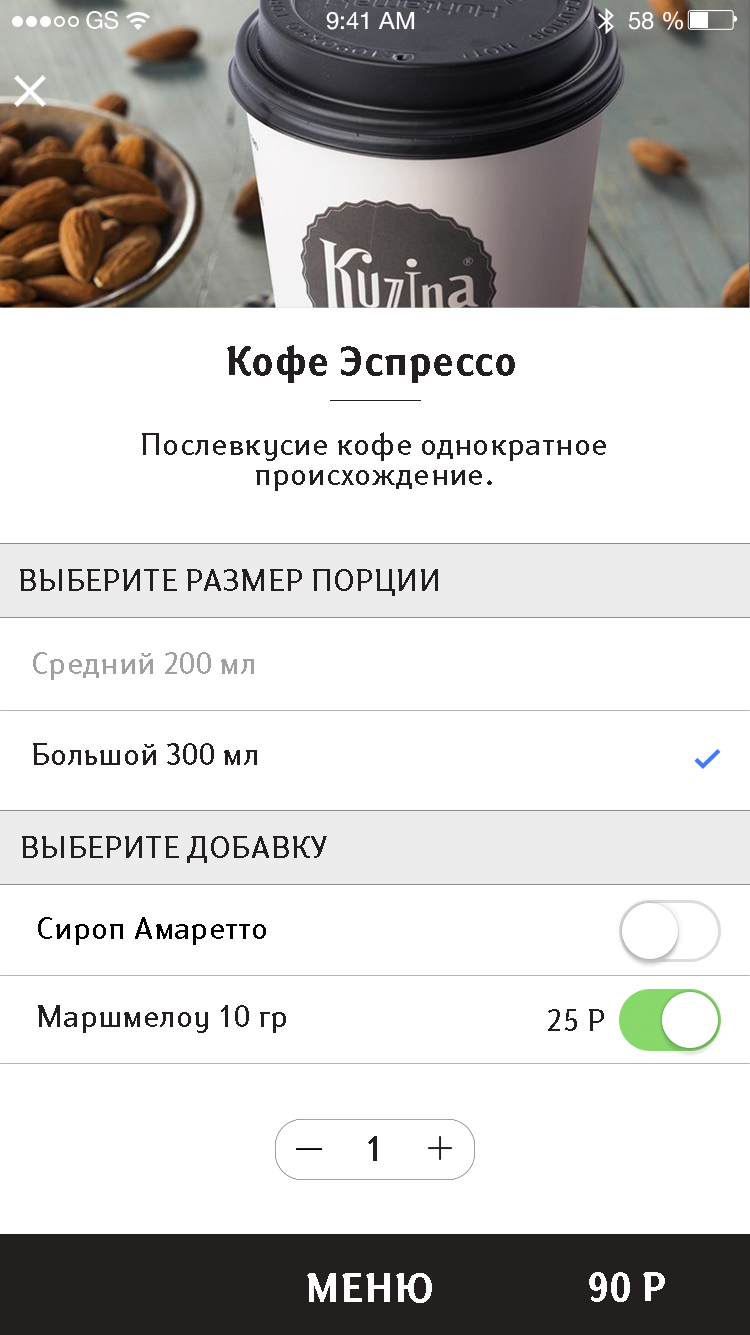 GS 9:41 AM 58 %
Kuzina ®
Кофе Эспрессо
Послевкусие кофе однократное
происхождение.
ВЫБЕРИТЕ РАЗМЕР ПОРЦИИ
Средний 200 мл
Большой 300 мл
ВЫБЕРИТЕ ДОБАВКУ
Сироп Амаретто
Маршмелоу 10 гр 25 Р
1
МЕНЮ 90 Р